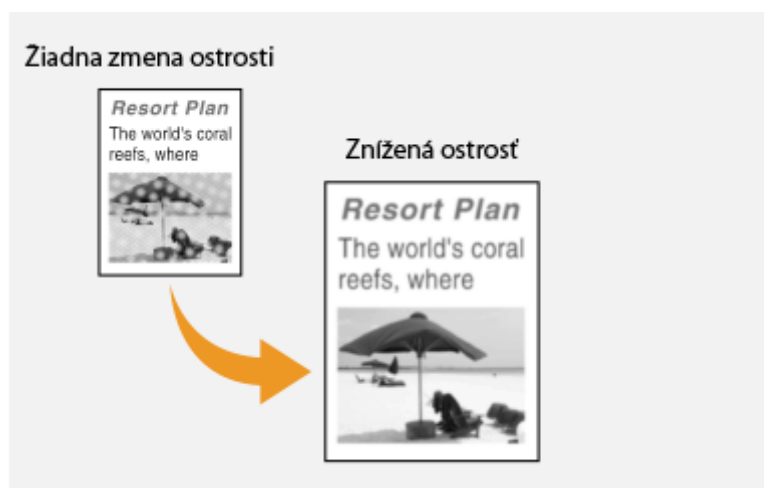 Žiadna zmena ostrosti
Resort Plan
The world's coral
reefs, where
Znížená ostrosť
Resort Plan
The world's coral
reefs, where